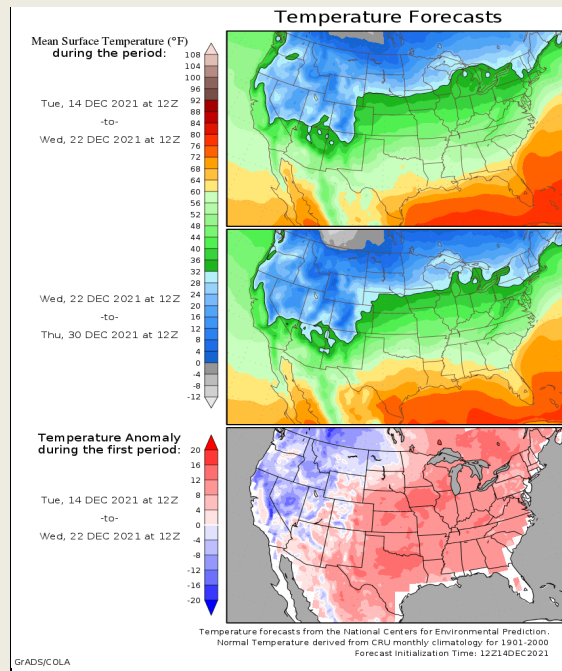 Temperature Forecasts
Mean Surface Temperature (°F)
during the period:
Tue, 14 DEC 2021 at 12Z
-to-
Wed, 22 DEC 2021 at 12Z
108
104
100
96
92
88
84
80
76
72
68
64
60
56
52
48
44
40
36
32
28
24
20
16
12
8
4
0
-4
-8
-12
Wed, 22 DEC 2021 at 12Z
-to-
Thu, 30 DEC 2021 at 12Z
Temperature Anomaly
during the first period:
Tue, 14 DEC 2021 at 12Z
-to-
Wed, 22 DEC 2021 at 12Z
20
16
12
8
4
0
-4
-8
-12
-16
-20
Temperature forecasts from the National Centers for Environmental Prediction.
Normal Temperature derived from CRU monthly climatology for 1901-2000
Forecast Initialization Time: 12Z14DEC2021
GrADS/COLA